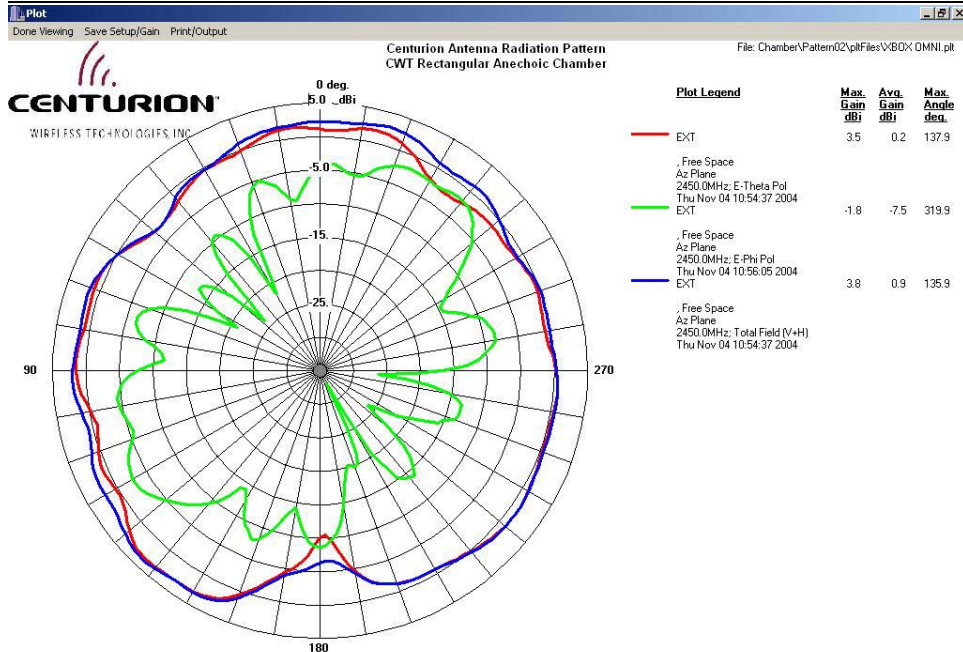 Plot
Done Viewing Save Setup/Gain Print/Output
Centurion Antenna Radiation Pattern
CWT Rectangular Anechoic Chamber
File: Chamber\Pattern02\pltFiles\XBOX OMNI.plt
CENTURION
WIRELESS TECHNOLOGIES, INC.
0 deg.
5.0 dBi
-5.0
-15.
-25.
90
270
180
Plot Legend Max. Gain dBi Avg. Gain dBi Max. Angle deg.
EXT 3.5 0.2 137.9
, Free Space
Az Plane
2450.0MHz; E-Theta Pol
Thu Nov 04 10:54:37 2004
EXT -1.8 -7.5 319.9
, Free Space
Az Plane
2450.0MHz; E-Phi Pol
Thu Nov 04 10:56:05 2004
EXT 3.8 0.9 135.9
, Free Space
Az Plane
2450.0MHz; Total Field (V+H)
Thu Nov 04 10:54:37 2004